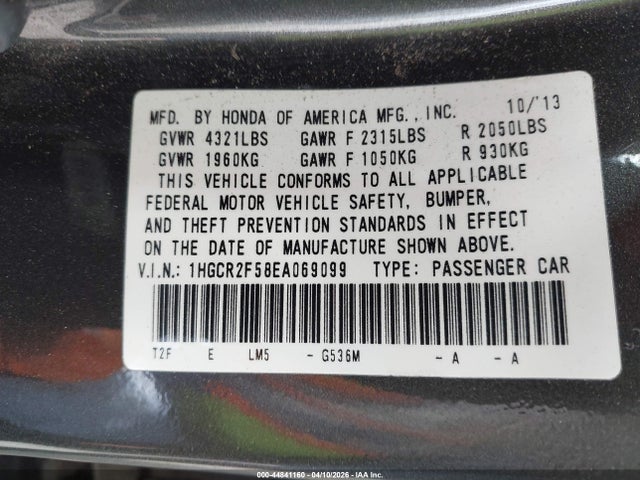 MFD. BY HONDA OF AMERICA MFG., INC. 10/'13
GVWR 4321LBS GAWR F 2315LBS R 2050LBS
GVWR 1960KG GAWR F 1050KG R 930KG
THIS VEHICLE CONFORMS TO ALL APPLICABLE
FEDERAL MOTOR VEHICLE SAFETY, BUMPER,
AND THEFT PREVENTION STANDARDS IN EFFECT
ON THE DATE OF MANUFACTURE SHOWN ABOVE.
V.I.N.: 1HGCR2F58EA069099 TYPE: PASSENGER CAR
T2F E LM5 - G536M - A - A
000-44841160 - 04/10/2026 - IAA Inc.